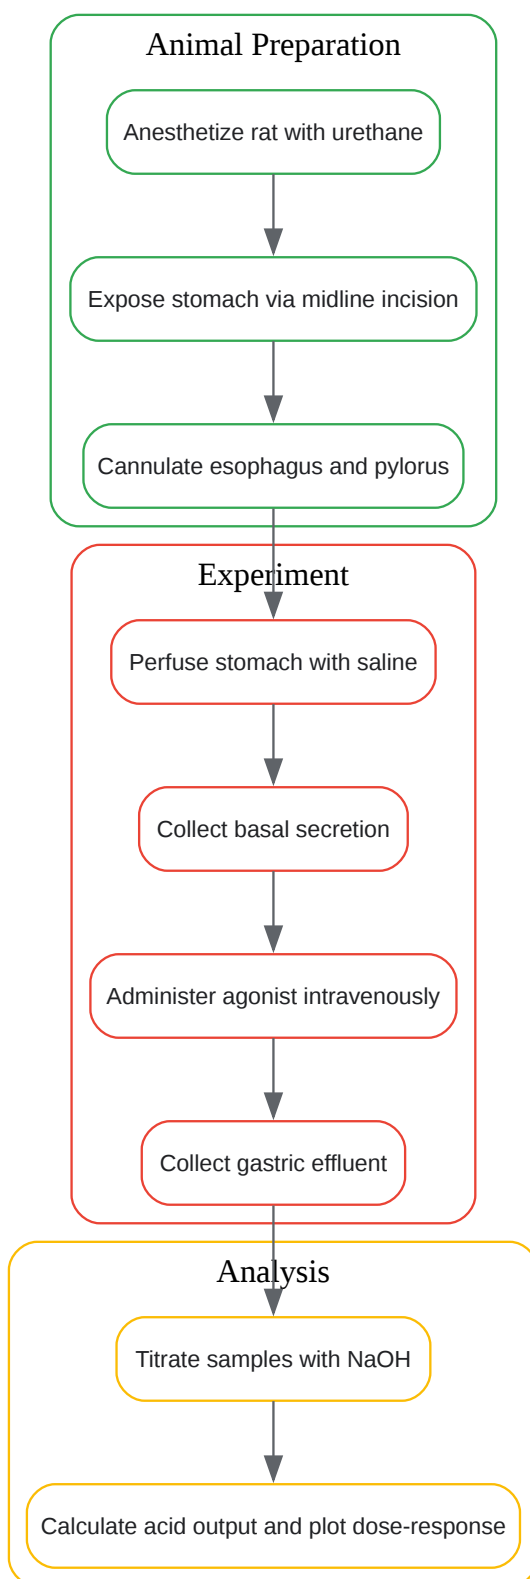 Animal Preparation
Anesthetize rat with urethane
Expose stomach via midline incision
Cannulate esophagus and pylorus
Experiment
Perfuse stomach with saline
Collect basal secretion
Administer agonist intravenously
Collect gastric effluent
Analysis
Titrate samples with NaOH
Calculate acid output and plot dose-response